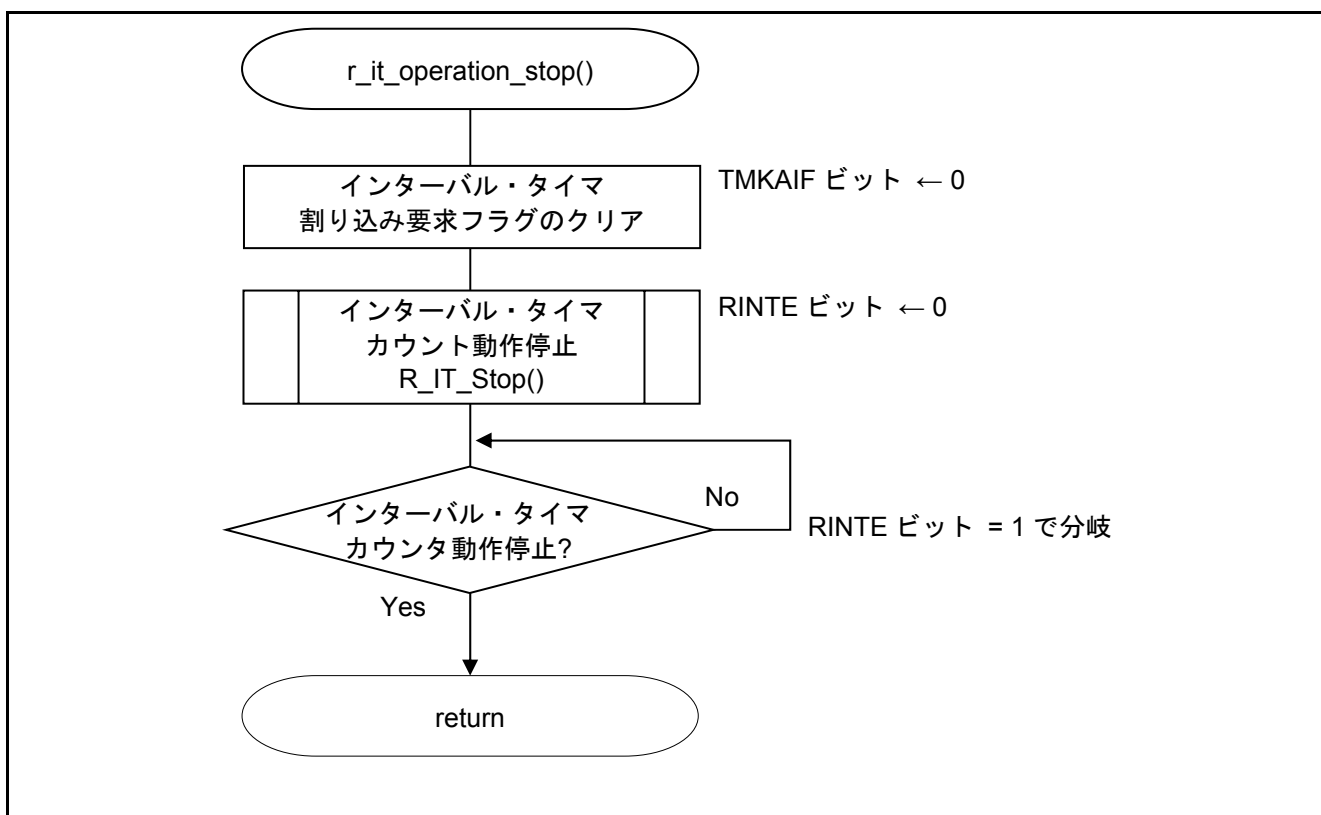 r_it_operation_stop()
インターバル・タイマ
割り込み要求フラグのクリア
TMKAIF ビット ← 0
インターバル・タイマ
カウント動作停止
R_IT_Stop()
RINTE ビット ← 0
インターバル・タイマ
カウンタ動作停止?
No
RINTE ビット = 1 で分岐
Yes
return